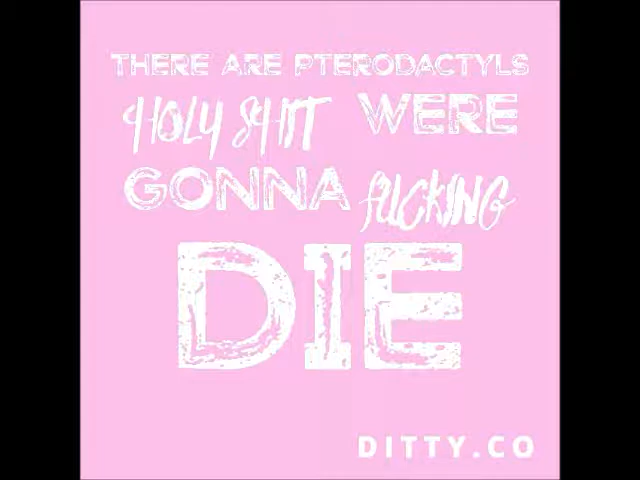 THERE ARE PTERODACTYLS
HOLY SHIT WERE
GONNA FUCKING
DIE
DITTY.CO